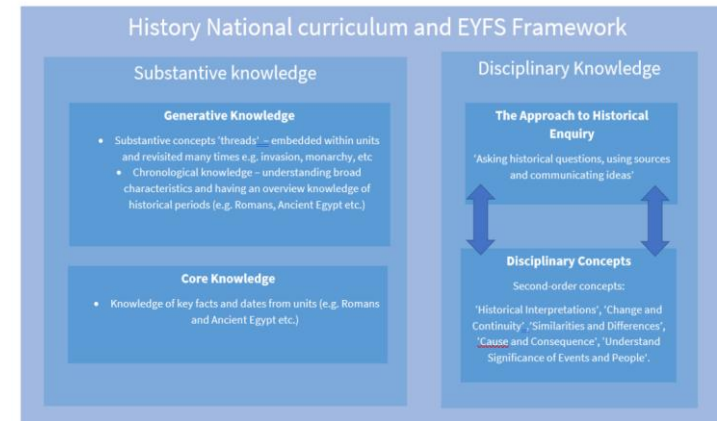 History National curriculum and EYFS Framework
Substantive knowledge
Generative Knowledge
• Substantive concepts 'threads' – embedded within units
and revisited many times e.g. invasion, monarchy, etc
• Chronological knowledge – understanding broad
characteristics and having an overview knowledge of
historical periods (e.g. Romans, Ancient Egypt etc.)
Core Knowledge
• Knowledge of key facts and dates from units (e.g. Romans
and Ancient Egypt etc.)
Disciplinary Knowledge
The Approach to Historical
Enquiry
'Asking historical questions, using sources
and communicating ideas'
Disciplinary Concepts
Second-order concepts:
'Historical Interpretations', 'Change and
Continuity' ,'Similarities and Differences',
'Cause and Consequence', 'Understand
Significance of Events and People'.